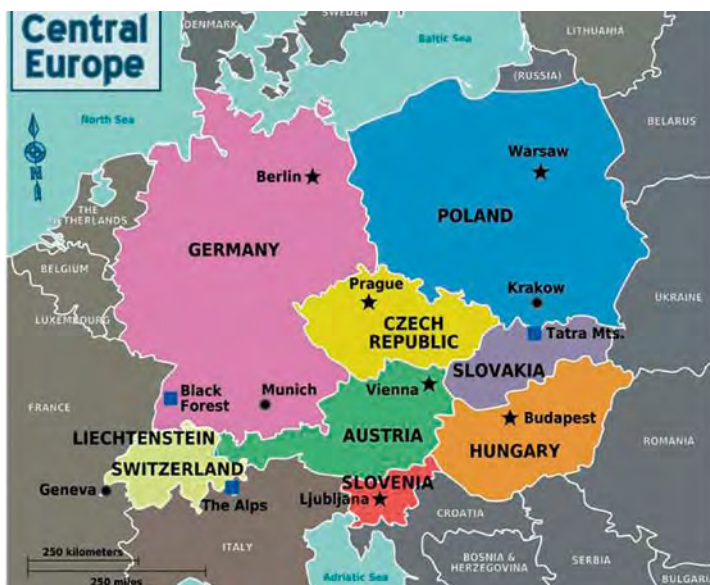 Central
Europe
DENMARK
SWEDEN
Baltic Sea
LITHUANIA
(RUSSIA)
North Sea
BELARUS
Warsaw
Berlin
THE
NETHERLANDS
POLAND
GERMANY
BELGIUM
Prague
Krakow
UKRAINE
LUXEMBOURG
CZECH
REPUBLIC
Tatra Mts.
SLOVAKIA
Black
Forest
Munich
Vienna
FRANCE
Budapest
LIECHTENSTEIN
AUSTRIA
ROMANIA
HUNGARY
SWITZERLAND
SLOVENIA
Geneva
The Alps
Ljubljana
CROATIA
ITALY
250 kilometers
250 miles
BOSNIA &
HERZEGOVINA
SERBIA
Adriatic Sea
BULGARI